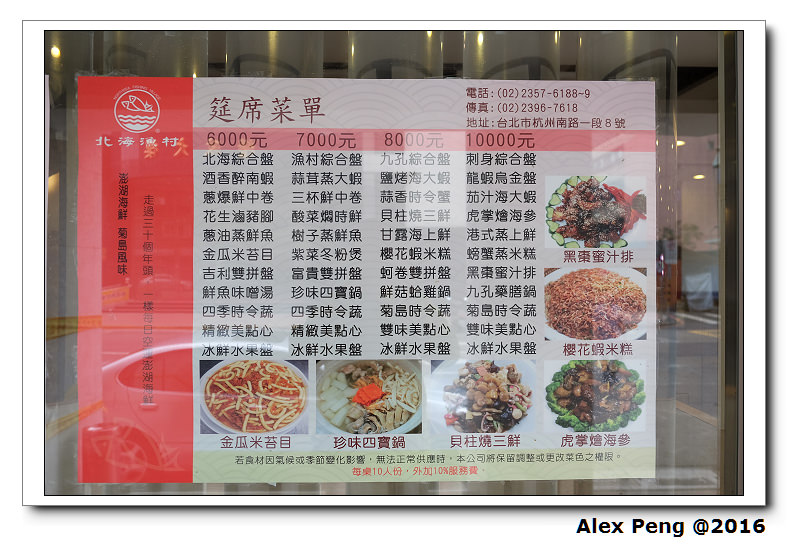 筵席菜單
電話:(02)2357-6188~9
傳真:(02)2396-7618
地址:台北市杭州南路一段8號
北海漁村
澎湖海鮮 菊島風味
走過三十個年頭,一樣每日空運澎湖海鮮
6000元 7000元 8000元 10000元
北海綜合盤 漁村綜合盤 九孔綜合盤 刺身綜合盤
酒香醉南蝦 蒜茸蒸大蝦 鹽烤海大蝦 龍蝦烏金盤
蔥爆鮮中卷 三杯鮮中卷 蒜香時令蟹 茄汁海大蝦
花生滷豬腳 酸菜燜時鮮 貝柱燒三鮮 虎掌燴海參
蔥油蒸鮮魚 樹子蒸鮮魚 甘露海上鮮 港式蒸上鮮
金瓜米苔目 紫菜冬粉煲 櫻花蝦米糕 螃蟹蒸米糕
吉利雙拼盤 富貴雙拼盤 蚵卷雙拼盤 黑棗蜜汁排
鮮魚味噌湯 珍味四寶鍋 鮮菇蛤雞鍋 九孔藥膳鍋
四季時令蔬 四季時令蔬 菊島時令蔬 菊島時令蔬
精緻美點心 精緻美點心 雙味美點心 雙味美點心
冰鮮水果盤 冰鮮水果盤 冰鮮水果盤 冰鮮水果盤
黑棗蜜汁排
櫻花蝦米糕
金瓜米苔目 珍味四寶鍋 貝柱燒三鮮 虎掌燴海參
若食材因氣候或季節變化影響,無法正常供應時,本公司將保留調整或更改菜色之權限。
每桌10人份,外加10%服務費。
Alex Peng @2016